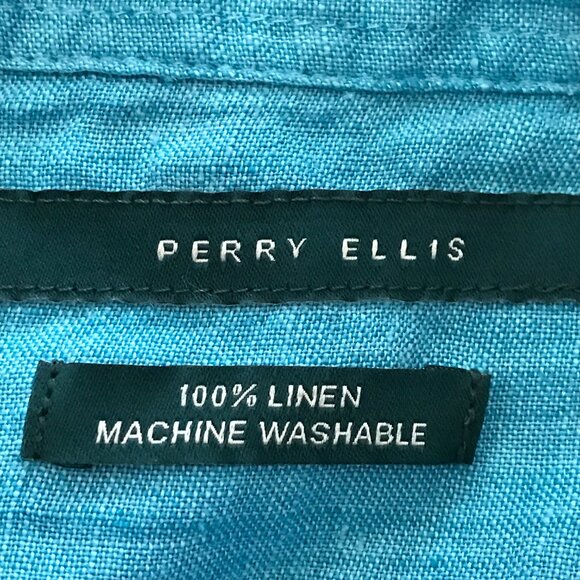 PERRY ELLIS
100% LINEN
MACHINE WASHABLE